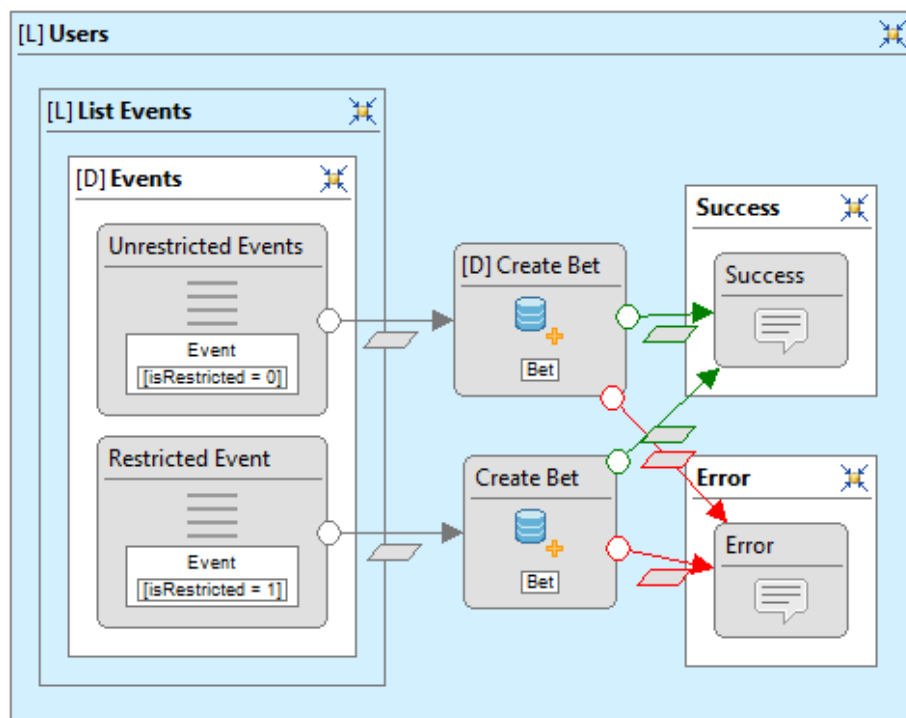 [L] Users
[L] List Events
[D] Events
Unrestricted Events
Event
[isRestricted = 0]
Restricted Event
Event
[isRestricted = 1]
[D] Create Bet
Bet
Create Bet
Bet
Success
Success
Error
Error